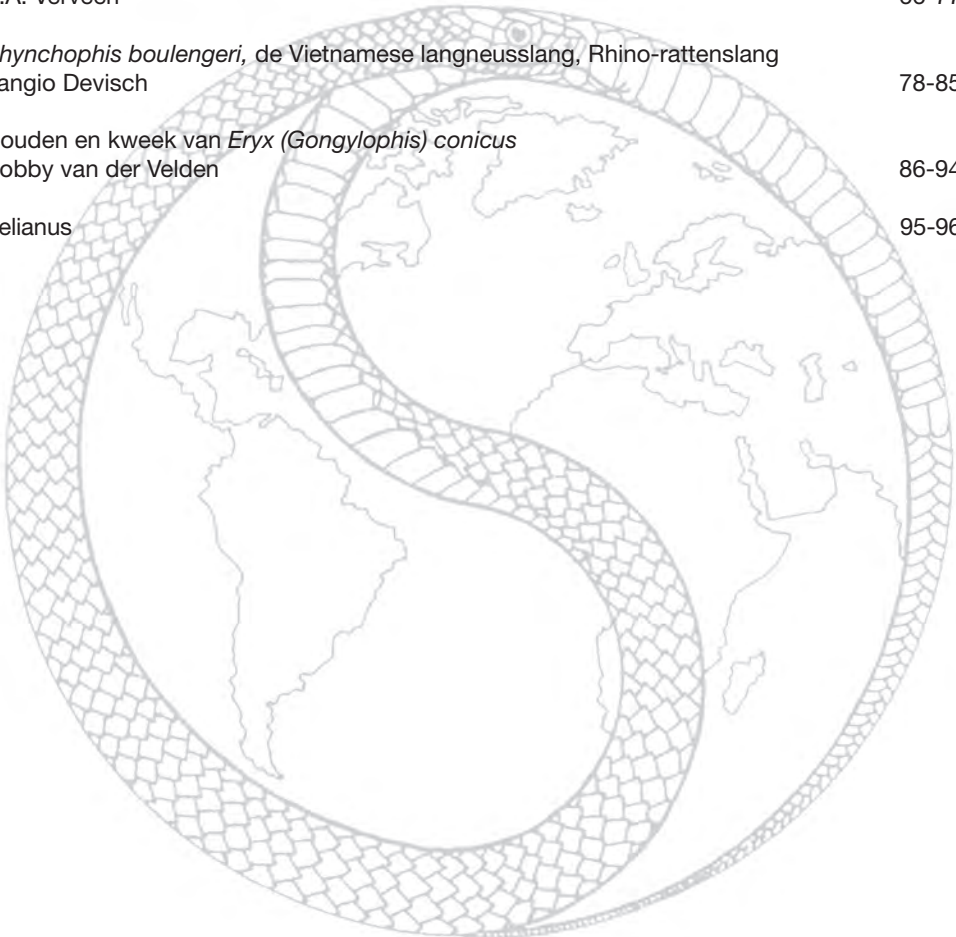 .A. Verveen 66-77
hynchophis boulengeri, de Vietnamese langneusslang, Rhino-rattenslang
angio Devisch 78-85
ouden en kweek van Eryx (Gongylophis) conicus
obby van der Velden 86-94
elianus 95-96